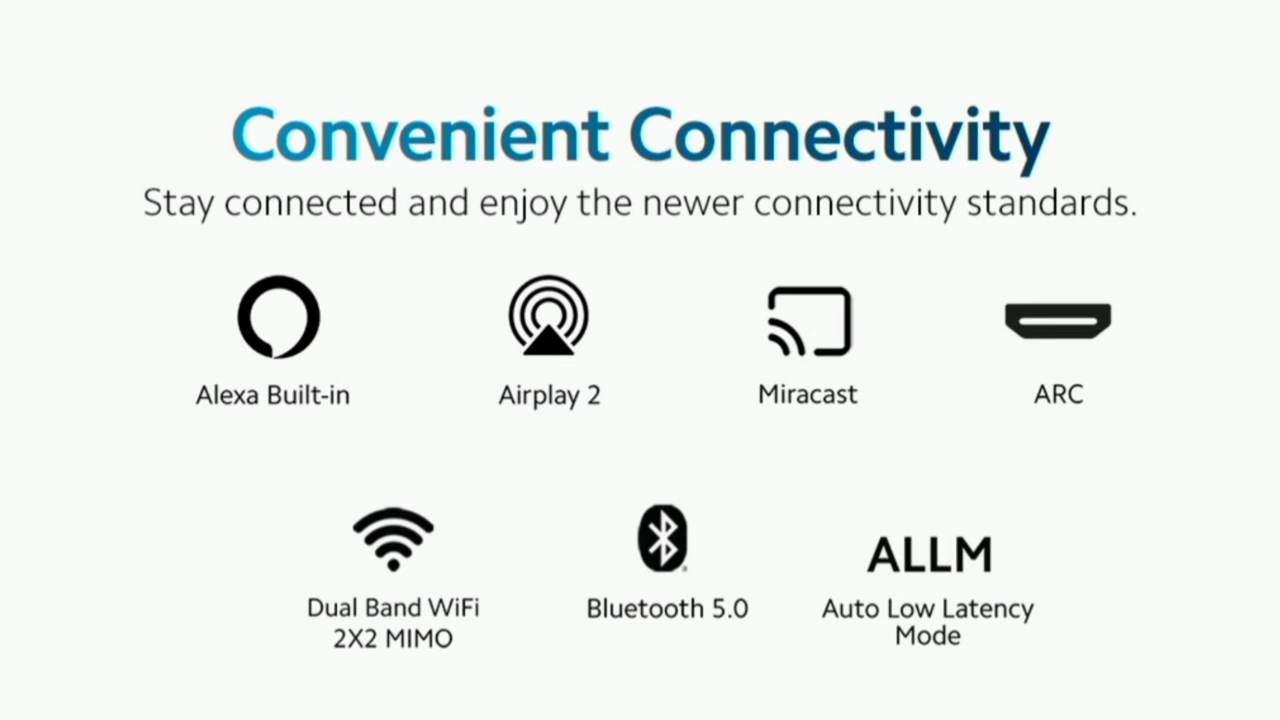 Convenient Connectivity
Stay connected and enjoy the newer connectivity standards.
Alexa Built-in
Airplay 2
Miracast
ARC
Dual Band WiFi
2X2 MIMO
Bluetooth 5.0
ALLM
Auto Low Latency
Mode